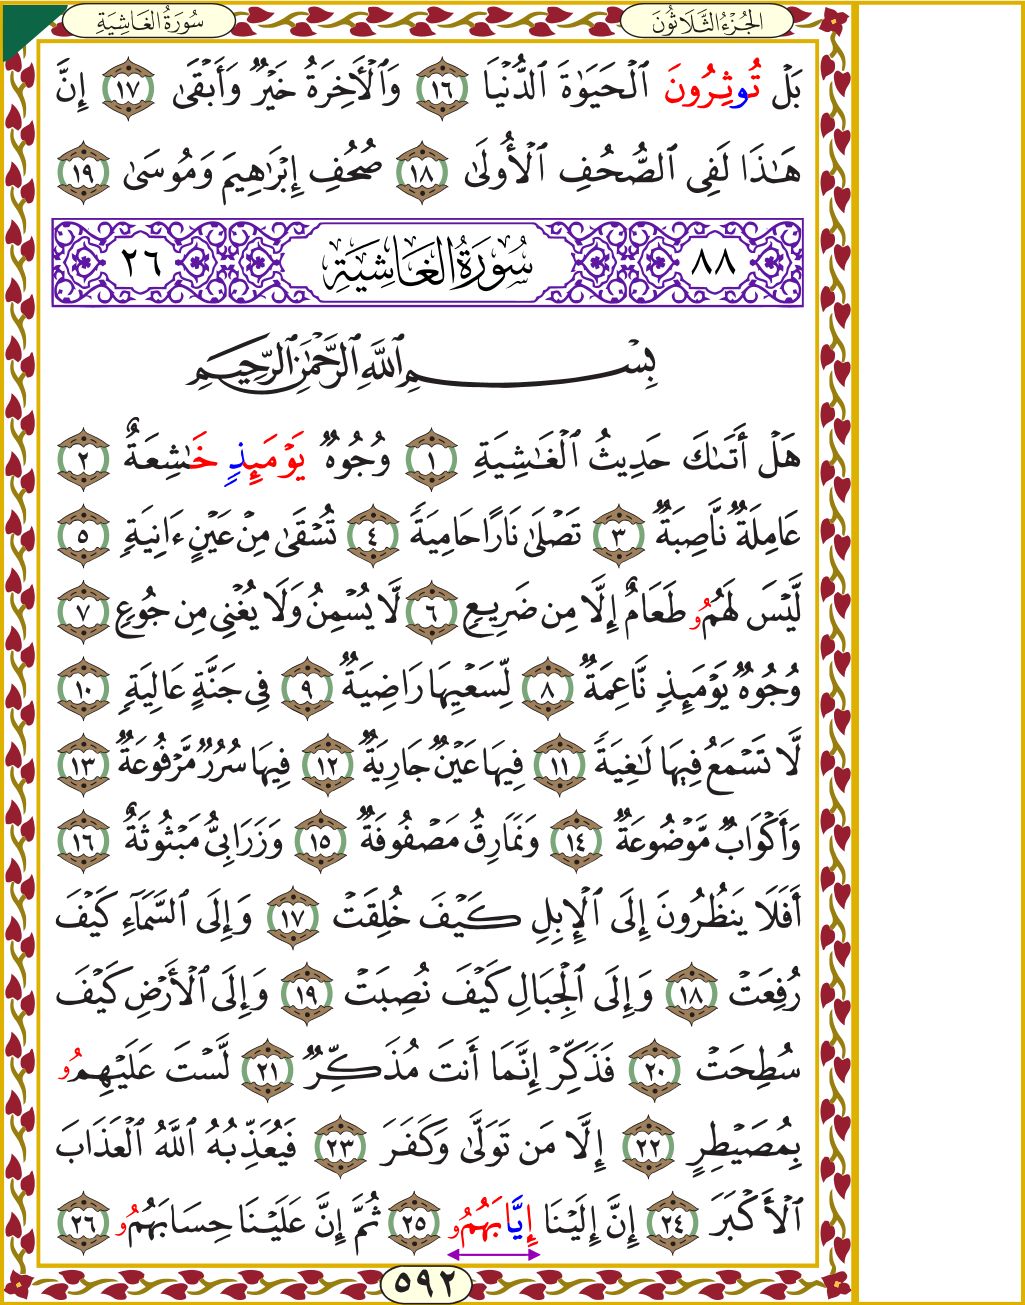 الجُزْءُ الثَّلَاثُونَ سُورَةُ الغَاشِيَةِ
بَلْ تُوثِرُونَ ٱلْحَيَوٰةَ ٱلدُّنْيَا ١٦ وَٱلْأَخِرَةُ خَيْرٌ وَأَبْقَىٰ ١٧ إِنَّ
هَٰذَا لَفِى ٱلصُّحُفِ ٱلْأُولَىٰ ١٨ صُحُفِ إِبْرَٰهِيمَ وَمُوسَىٰ ١٩
٨٨ سُورَةُ الغَاشِيَةِ ٢٦
بِسْمِ ٱللَّهِ ٱلرَّحْمَٰنِ ٱلرَّحِيمِ
هَلْ أَتَىٰكَ حَدِيثُ ٱلْغَٰشِيَةِ ١ وُجُوهٌ يَوْمَئِذٍ خَٰشِعَةٌ ٢
عَامِلَةٌ نَّاصِبَةٌ ٣ تَصْلَىٰ نَارًا حَامِيَةً ٤ تُسْقَىٰ مِنْ عَيْنٍ ءَانِيَةٍ ٥
لَّيْسَ لَهُمُۥ طَعَامٌ إِلَّا مِن ضَرِيعٍ ٦ لَّا يُسْمِنُ وَلَا يُغْنِى مِن جُوعٍ ٧
وُجُوهٌ يَوْمَئِذٍ نَّاعِمَةٌ ٨ لِّسَعْيِهَا رَاضِيَةٌ ٩ فِى جَنَّةٍ عَالِيَةٍ ١٠
لَّا تَسْمَعُ فِيهَا لَٰغِيَةً ١١ فِيهَا عَيْنٌ جَارِيَةٌ ١٢ فِيهَا سُرُرٌ مَّرْفُوعَةٌ ١٣
وَأَكْوَابٌ مَّوْضُوعَةٌ ١٤ وَنَمَارِقُ مَصْفُوفَةٌ ١٥ وَزَرَابِىُّ مَبْثُوثَةٌ ١٦
أَفَلَا يَنظُرُونَ إِلَى ٱلْإِبِلِ كَيْفَ خُلِقَتْ ١٧ وَإِلَى ٱلسَّمَآءِ كَيْفَ
رُفِعَتْ ١٨ وَإِلَى ٱلْجِبَالِ كَيْفَ نُصِبَتْ ١٩ وَإِلَى ٱلْأَرْضِ كَيْفَ
سُطِحَتْ ٢٠ فَذَكِّرْ إِنَّمَا أَنتَ مُذَكِّرٌ ٢١ لَّسْتَ عَلَيْهِمُۥ
بِمُصَيْطِرٍ ٢٢ إِلَّا مَن تَوَلَّىٰ وَكَفَرَ ٢٣ فَيُعَذِّبُهُ ٱللَّهُ ٱلْعَذَابَ
ٱلْأَكْبَرَ ٢٤ إِنَّ إِلَيْنَا إِيَّابَهُمُۥ ٢٥ ثُمَّ إِنَّ عَلَيْنَا حِسَابَهُمُۥ ٢٦
٥٩٢